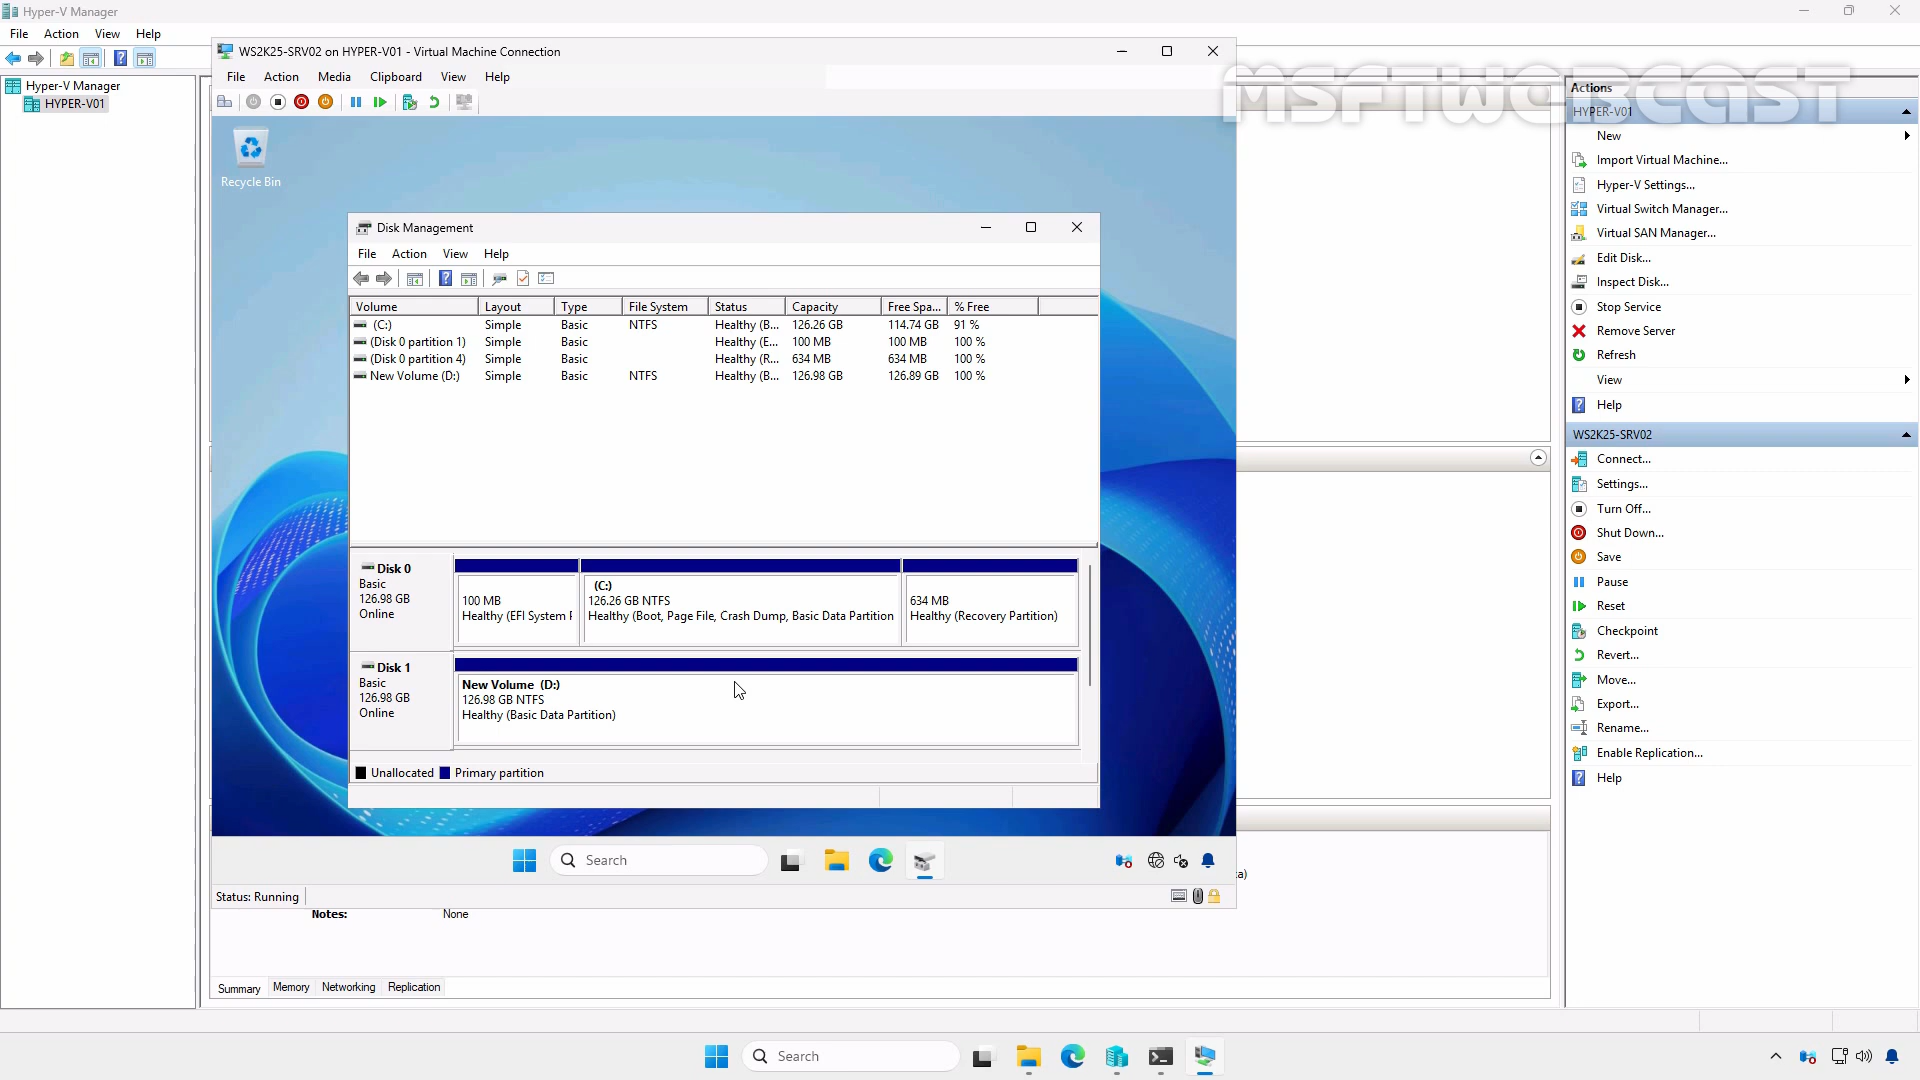 Hyper-V Manager
File Action View Help
Hyper-V Manager
HYPER-V01
WS2K25-SRV02 on HYPER-V01 - Virtual Machine Connection
File Action Media Clipboard View Help
MSFTWEBCAST
Recycle Bin
Disk Management
File Action View Help
Volume Layout Type File System Status Capacity Free Spa... % Free
(C:) Simple Basic NTFS Healthy (B... 126.26 GB 114.74 GB 91 %
(Disk 0 partition 1) Simple Basic Healthy (E... 100 MB 100 MB 100 %
(Disk 0 partition 4) Simple Basic Healthy (R... 634 MB 634 MB 100 %
New Volume (D:) Simple Basic NTFS Healthy (B... 126.98 GB 126.89 GB 100 %
Disk 0
Basic
126.98 GB
Online
100 MB
Healthy (EFI System
(C:)
126.26 GB NTFS
Healthy (Boot, Page File, Crash Dump, Basic Data Partition
634 MB
Healthy (Recovery Partition)
Disk 1
Basic
126.98 GB
Online
New Volume (D:)
126.98 GB NTFS
Healthy (Basic Data Partition)
Unallocated Primary partition
Search
Status: Running
Notes: None
Summary Memory Networking Replication
Actions
HYPER-V01
New
Import Virtual Machine...
Hyper-V Settings...
Virtual Switch Manager...
Virtual SAN Manager...
Edit Disk...
Inspect Disk...
Stop Service
Remove Server
Refresh
View
Help
WS2K25-SRV02
Connect...
Settings...
Turn Off...
Shut Down...
Save
Pause
Reset
Checkpoint
Revert...
Move...
Export...
Rename...
Enable Replication...
Help
Search